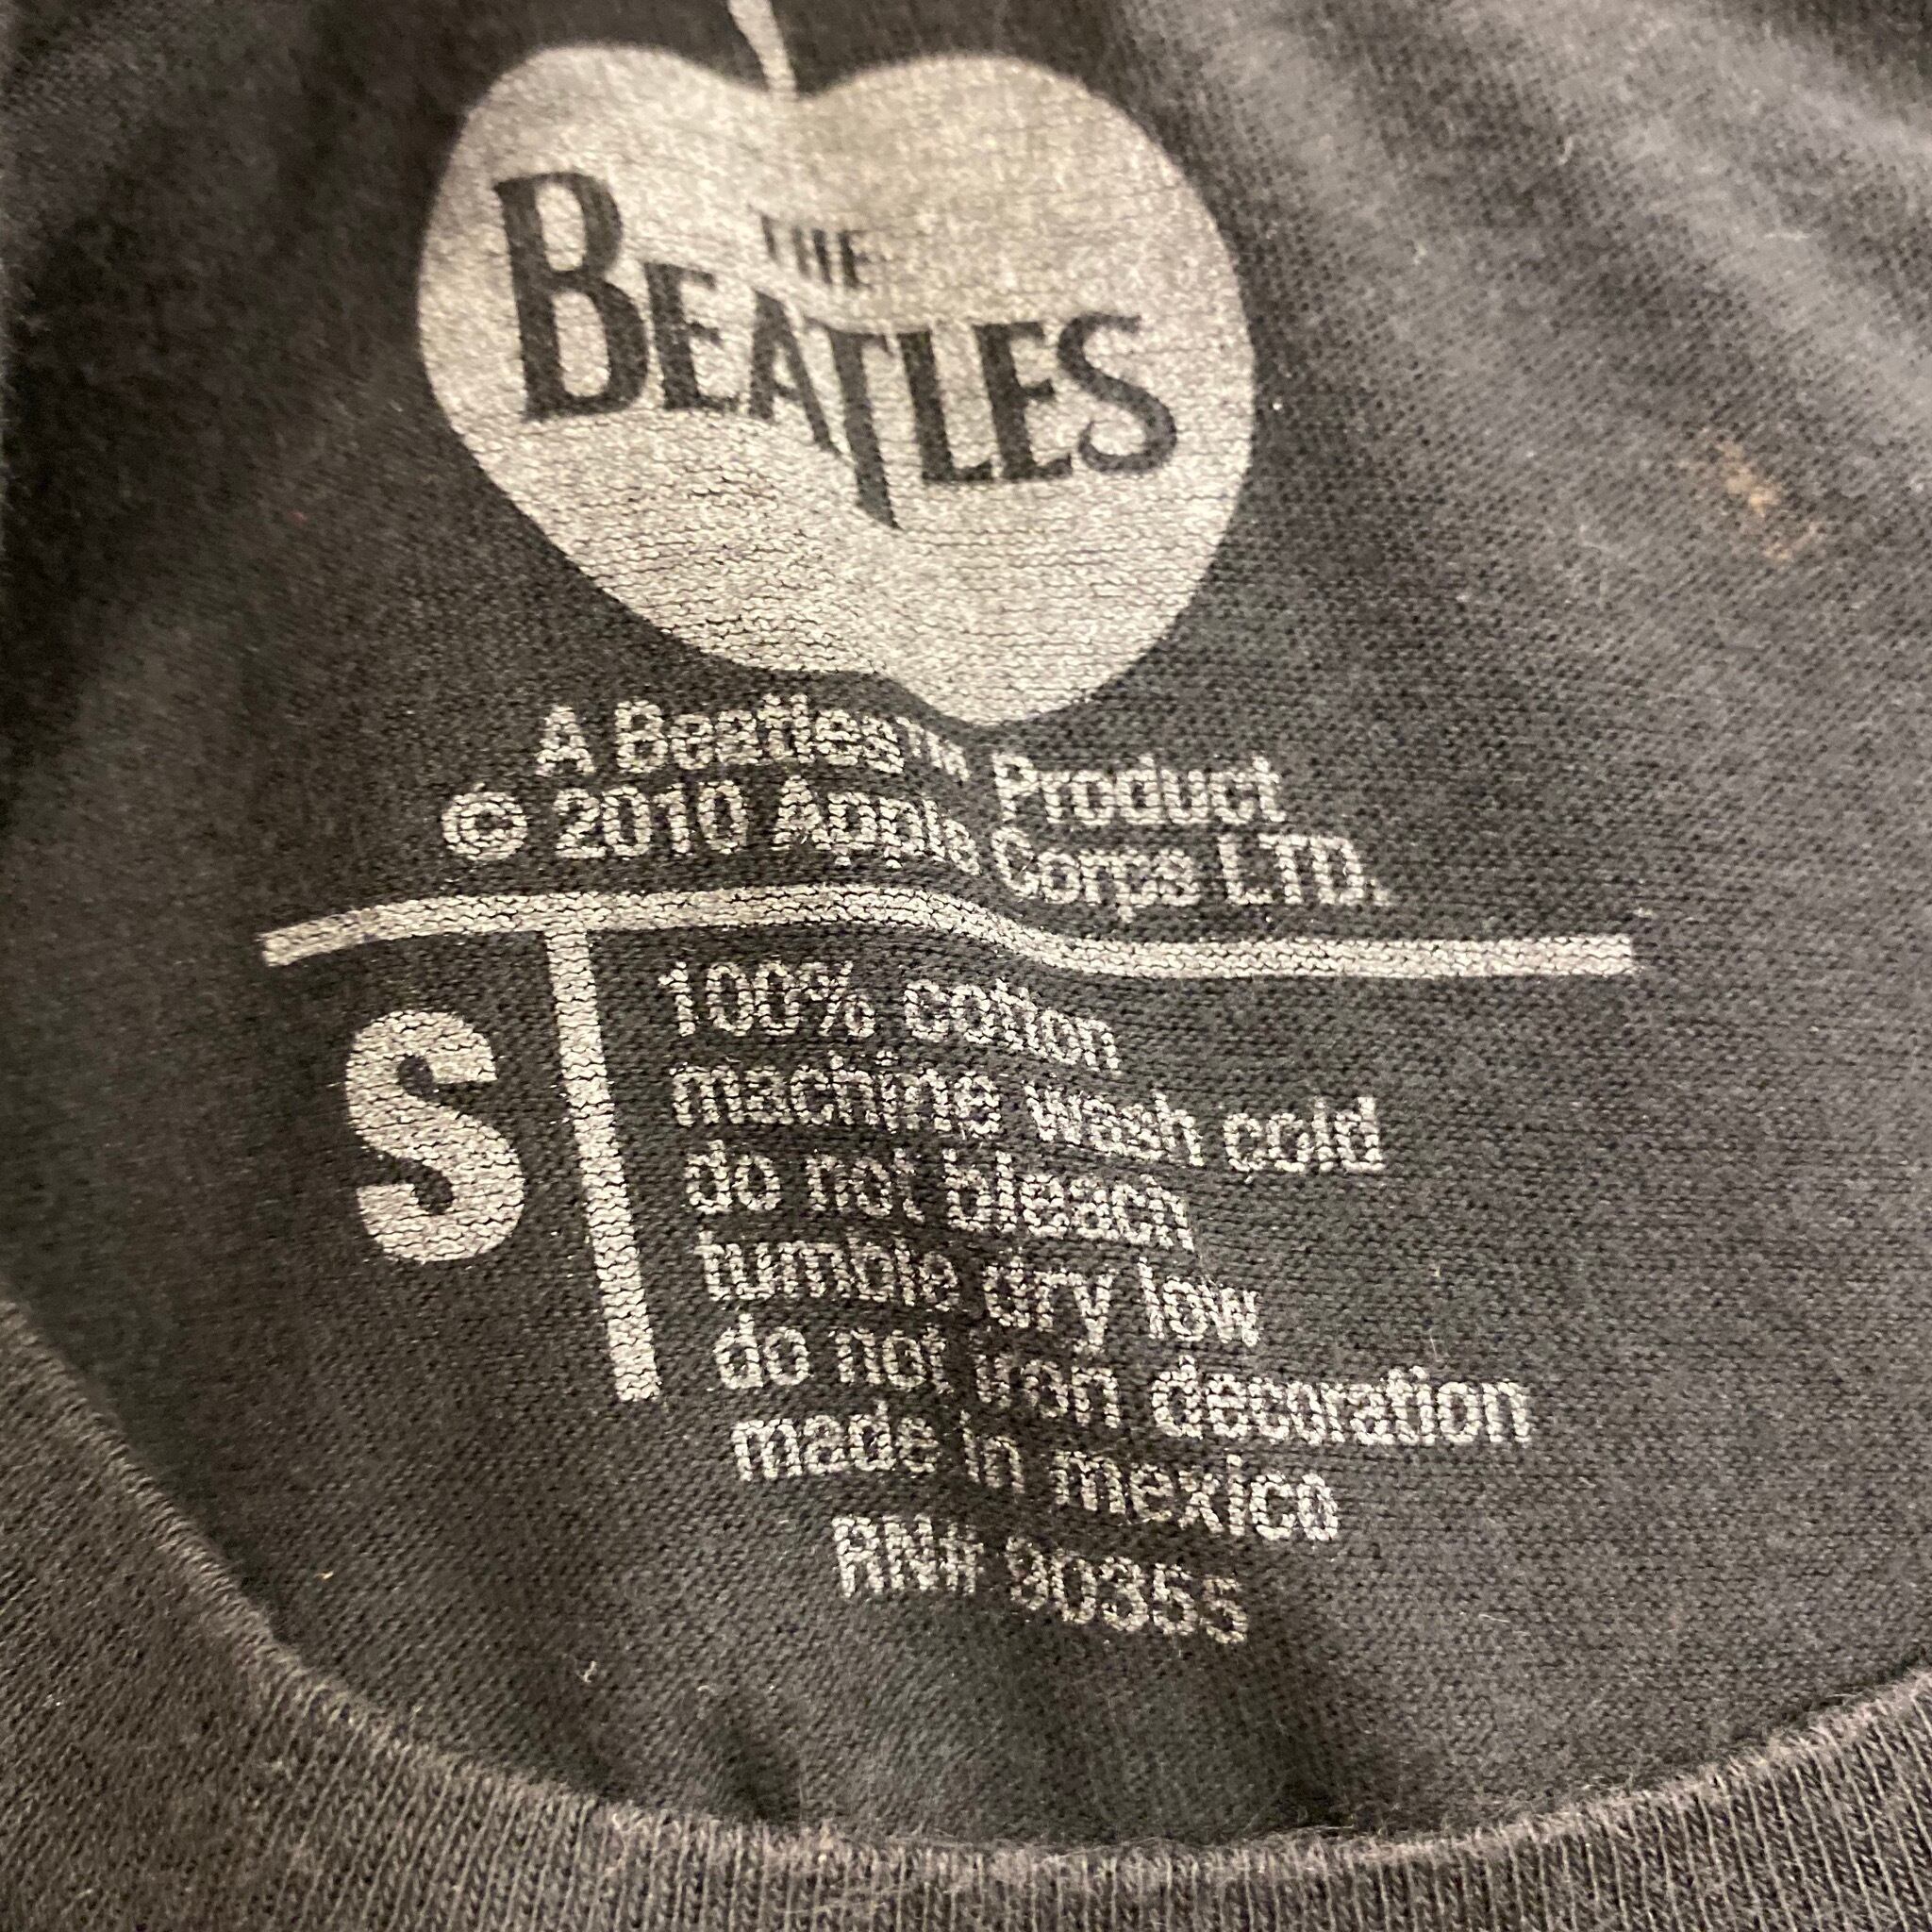 THE
BEATLES
A Beatles™ Product
© 2010 Apple Corps LTD.
S
100% cotton
machine wash cold
do not bleach
tumble dry low
do not iron decoration
made in mexico
RN# 90355